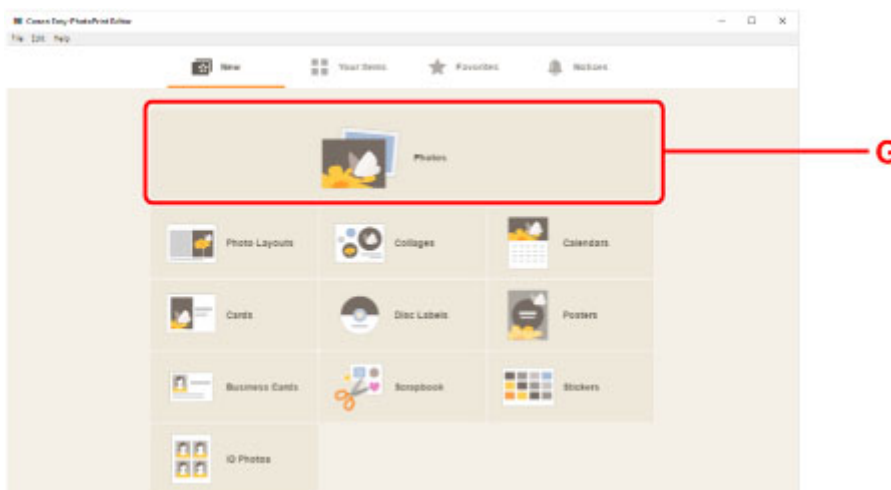 Canon Easy-PhotoPrint Editor
File Edit Help
New Your Items Favorites Notices
Photos
G
Photo Layouts Collages Calendars
Cards Disc Labels Posters
Business Cards Scrapbook Stickers
ID Photos